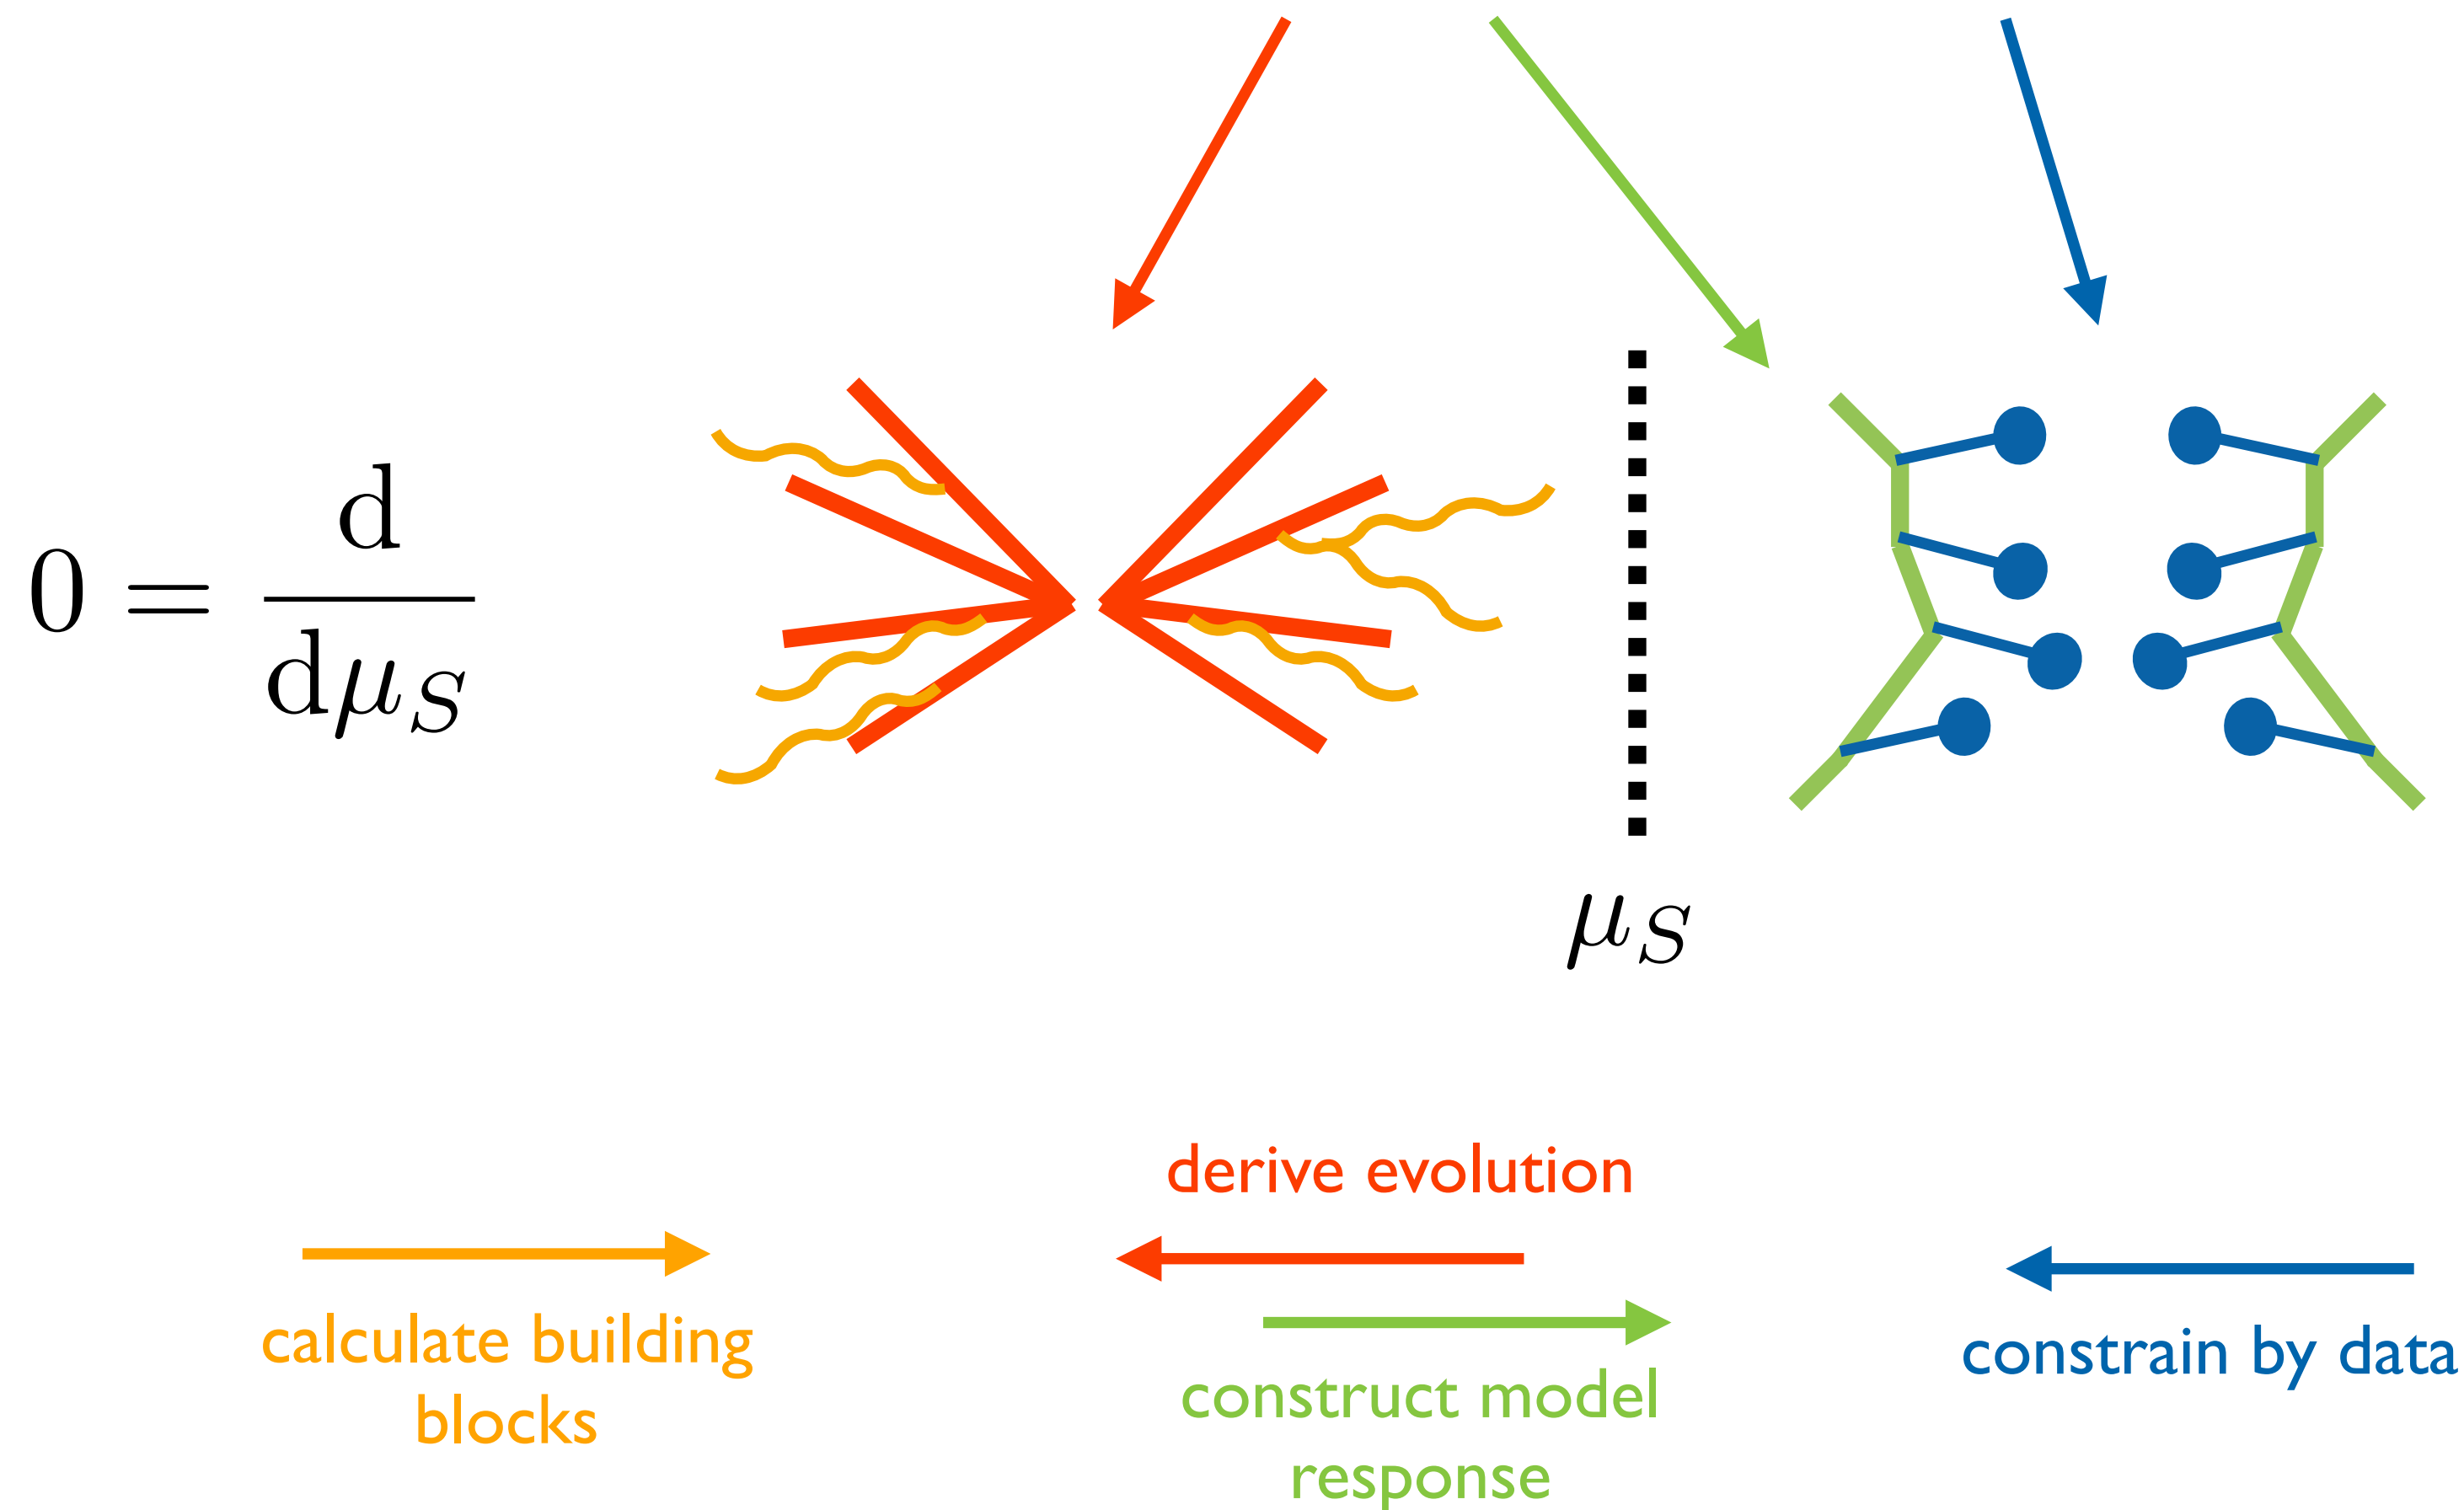 0 = d/dμ_S
μ_S
derive evolution
calculate building
blocks
construct model
response
constrain by data